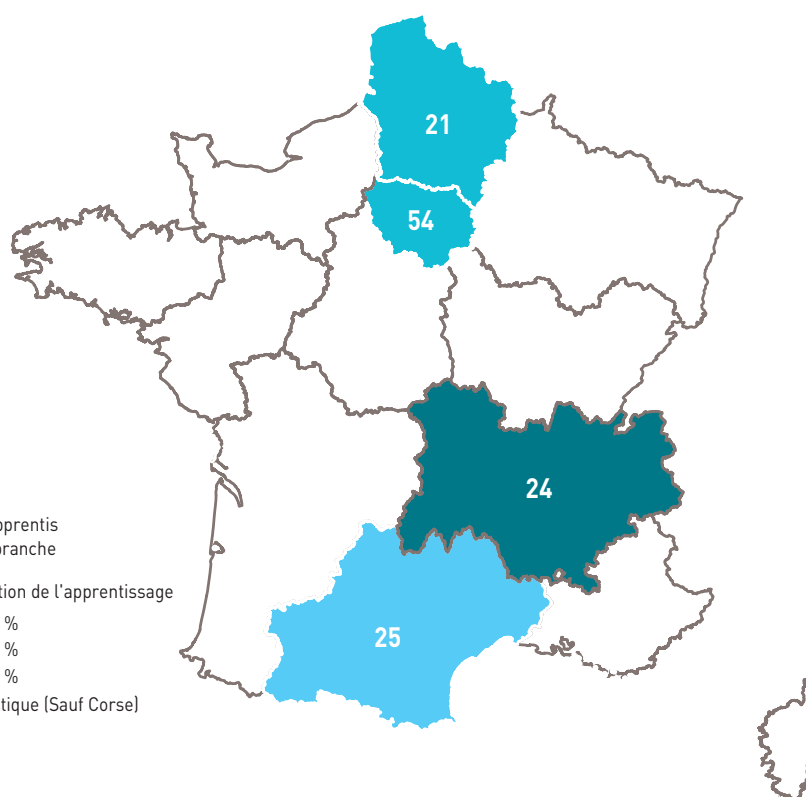 21
54
24
25
pprentis
branche
tion de l'apprentissage
%
%
%
tique (Sauf Corse)